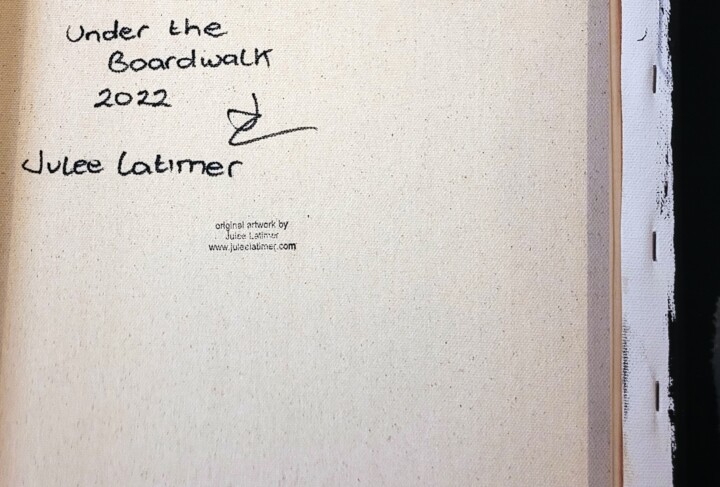 Under the
Boardwalk
2022
Julee Latimer
original artwork by
Julee Latimer
www.juleelatimer.com